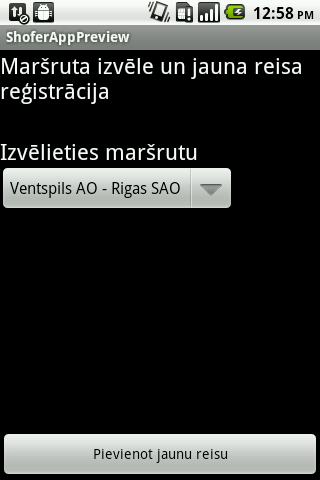 12:58 PM
ShoferAppPreview
Maršruta izvēle un jauna reisa
reģistrācija
Izvēlieties maršrutu
Ventspils AO - Rigas SAO
Pievienot jaunu reisu